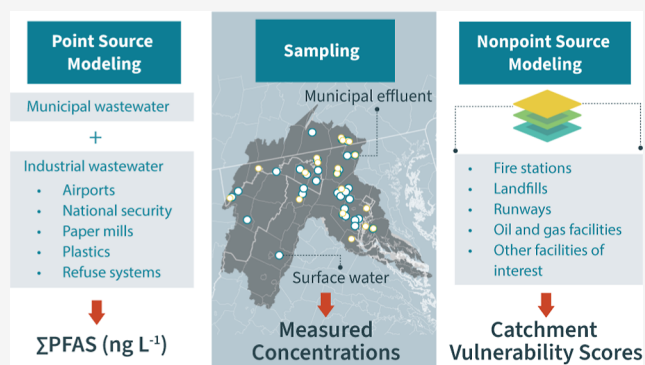 Point Source
Modeling
Municipal wastewater
+
Industrial wastewater
• Airports
• National security
• Paper mills
• Plastics
• Refuse systems
∑PFAS (ng L⁻¹)
Sampling
Municipal effluent
Surface water
Measured
Concentrations
Nonpoint Source
Modeling
• Fire stations
• Landfills
• Runways
• Oil and gas facilities
• Other facilities of
interest
Catchment
Vulnerability Scores